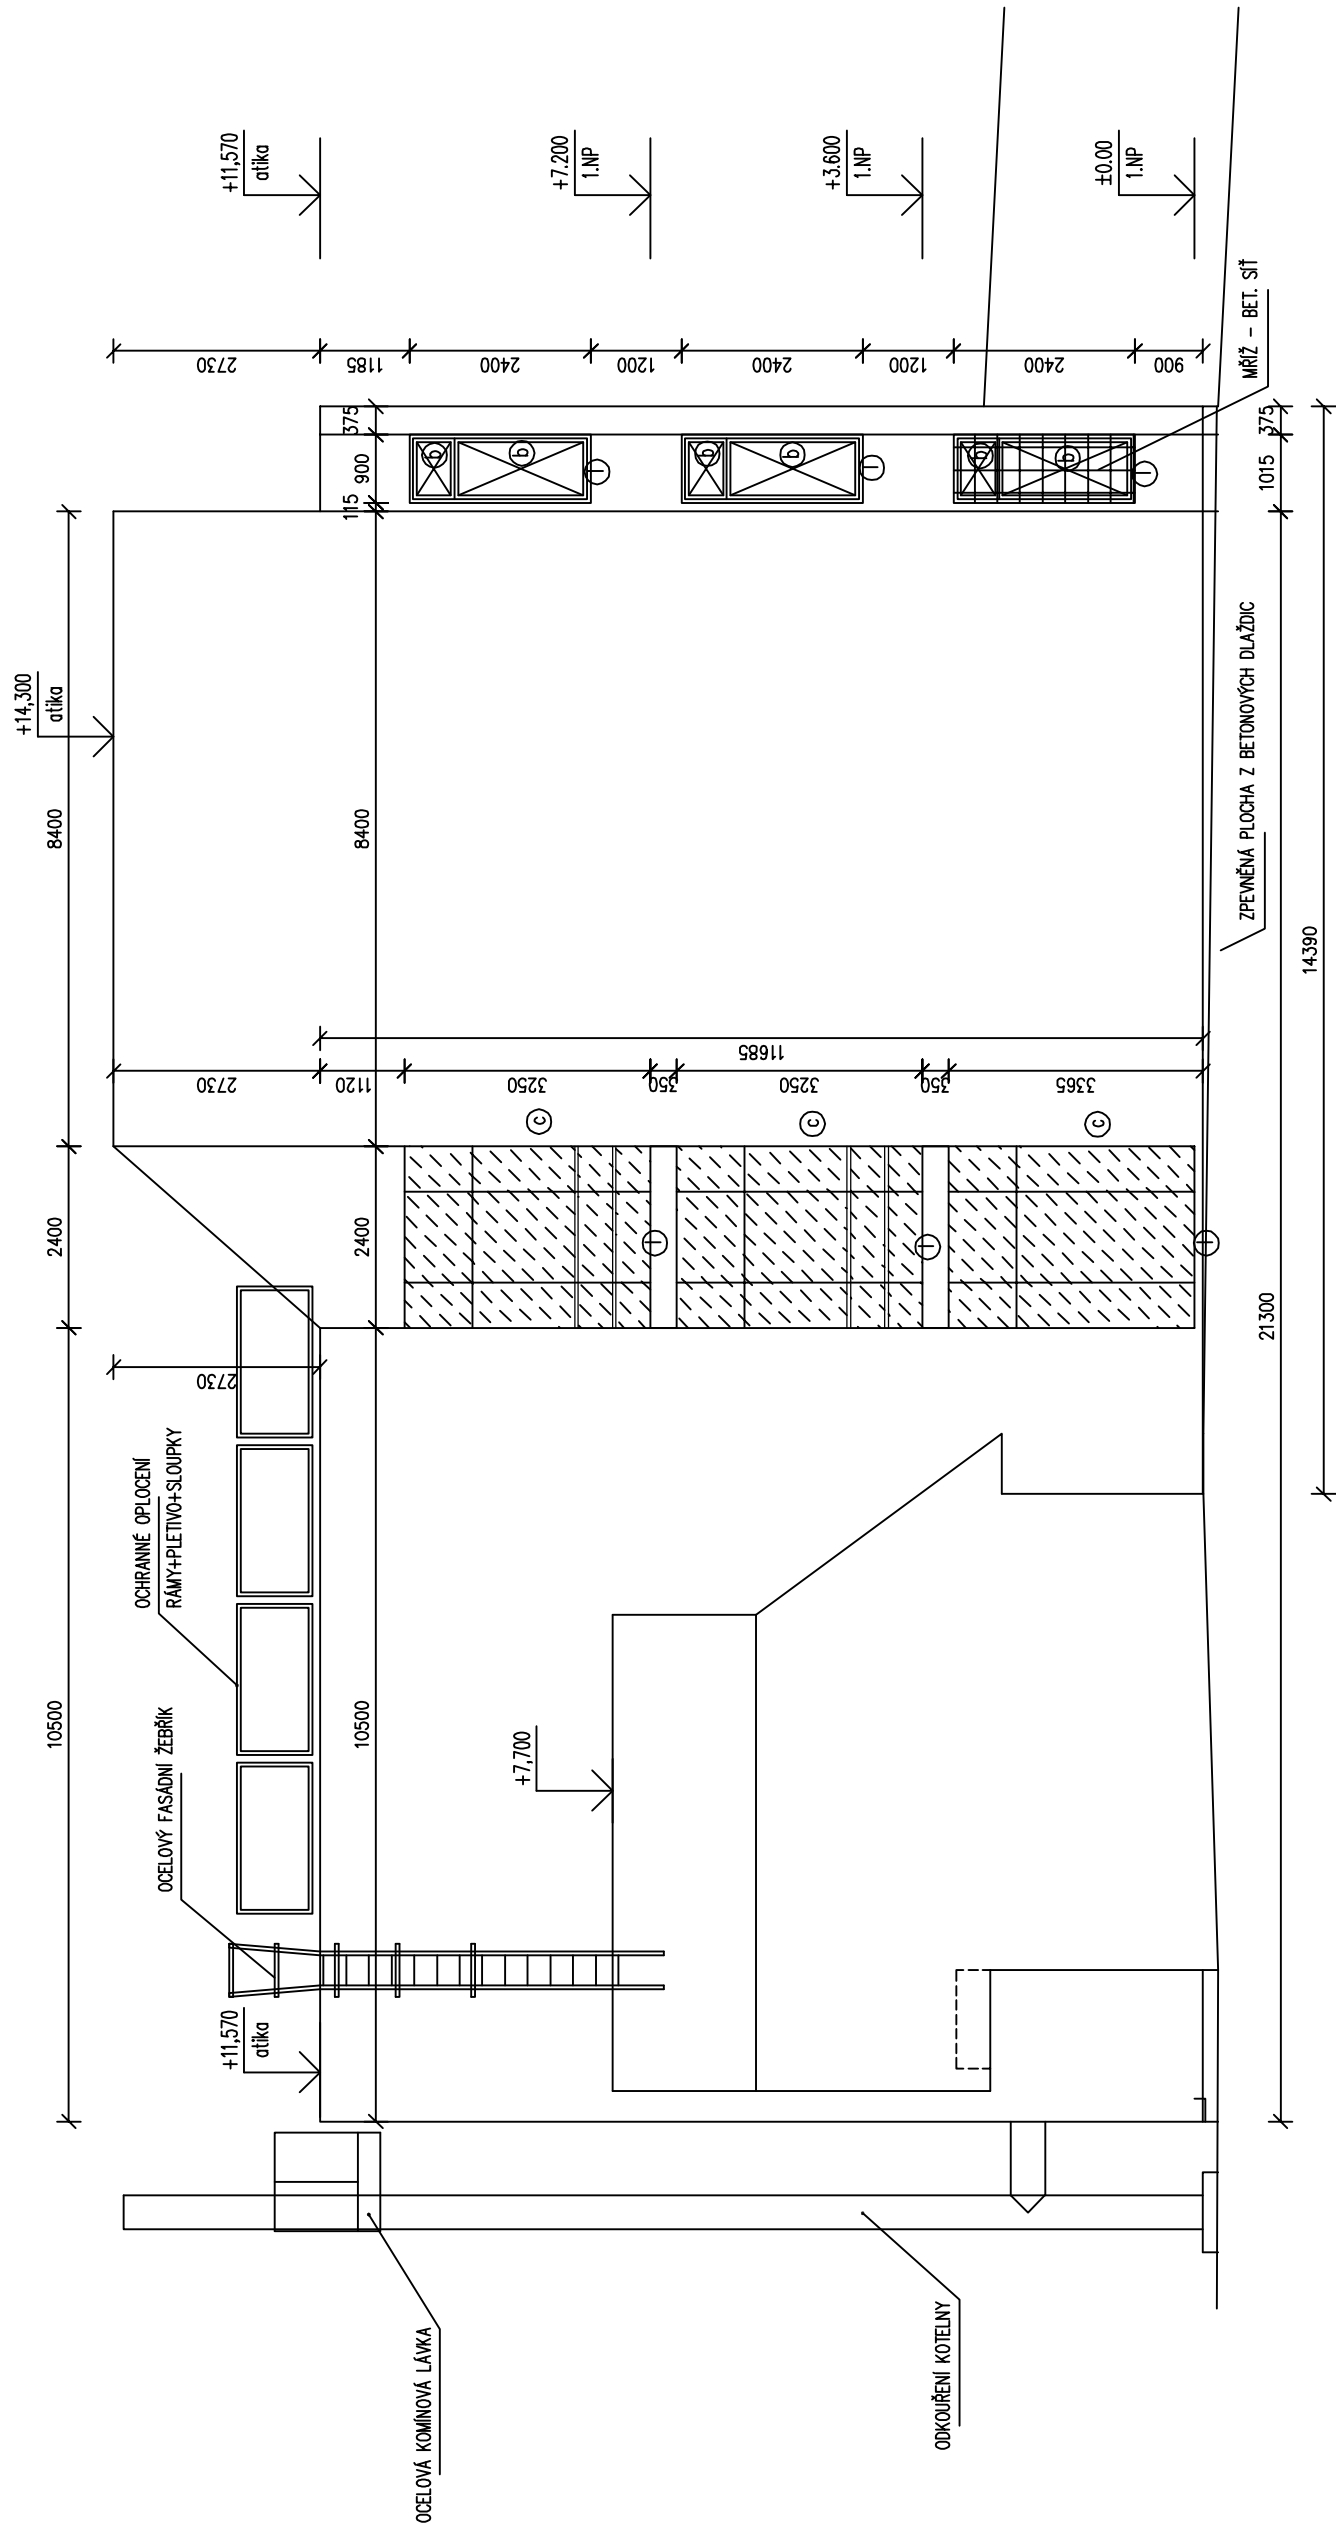 +14,300
atika
8400
2400
10500
+11,570
atika
+7.200
1.NP
+3.600
1.NP
±0.00
1.NP
2730
1185
2400
1200
2400
1200
2400
900
375
900
115
8400
2400
10500
b
b
b
b
b
b
MŘÍŽ - BET. SÍŤ
375
1015
21300
14390
ZPEVNĚNÁ PLOCHA Z BETONOVÝCH DLAŽDIC
11685
2730
1120
3250
350
3250
350
3365
c
c
c
2730
OCHRANNÉ OPLOCENÍ
RÁMY+PLETIVO+SLOUPKY
OCELOVÝ FASÁDNÍ ŽEBŘÍK
+7,700
+11,570
atika
OCELOVÁ KOMÍNOVÁ LÁVKA
ODKOUŘENÍ KOTELNY